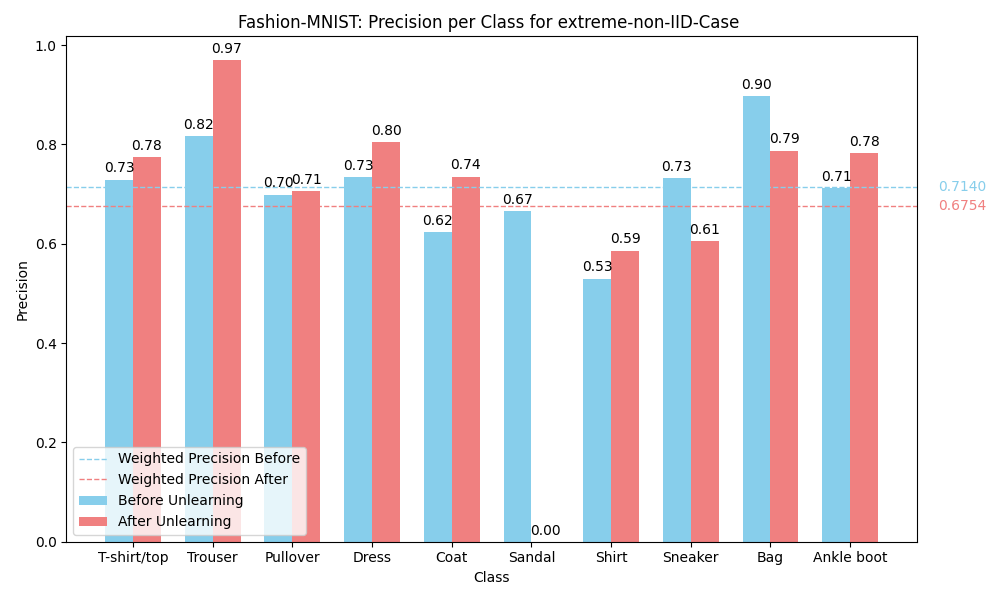 Fashion-MNIST: Precision per Class for extreme-non-IID-Case
Precision
1.0
0.8
0.6
0.4
0.2
0.0
0.73
0.78
0.82
0.97
0.70
0.71
0.73
0.80
0.62
0.74
0.67
0.00
0.53
0.59
0.73
0.61
0.90
0.79
0.71
0.78
0.7140
0.6754
Weighted Precision Before
Weighted Precision After
Before Unlearning
After Unlearning
T-shirt/top
Trouser
Pullover
Dress
Coat
Sandal
Shirt
Sneaker
Bag
Ankle boot
Class